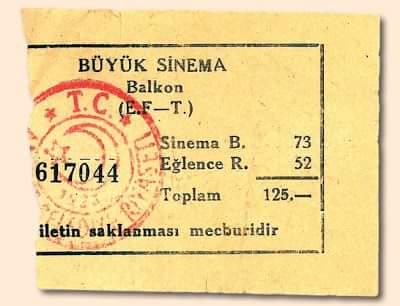 BÜYÜK SİNEMA
Balkon
(E.F—T.)
★ T.C. ★
Sinema B. 73
Eğlence R. 52
617044
Toplam 125.—
iletin saklanması mecburidir